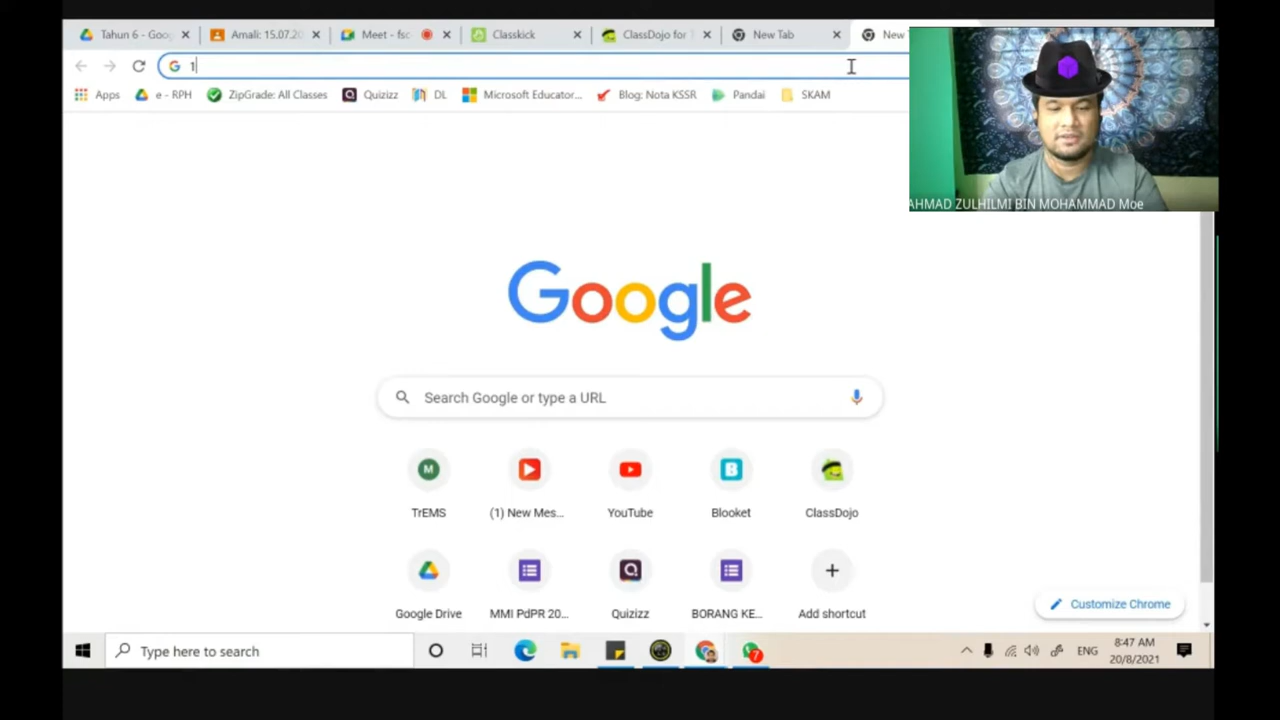 Tahun 6 - Goo
Amali: 15.07.20
Meet - fsc
Classkick
ClassDojo for T
New Tab
New T
1
Apps
e - RPH
ZipGrade: All Classes
Quizizz
DL
Microsoft Educator...
Blog: Nota KSSR
Pandai
SKAM
AHMAD ZULHILMI BIN MOHAMMAD Moe
Google
Search Google or type a URL
TrEMS
(1) New Mes...
YouTube
Blooket
ClassDojo
Google Drive
MMI PdPR 20...
Quizizz
BORANG KE...
Add shortcut
Customize Chrome
Type here to search
7
ENG
8:47 AM
20/8/2021